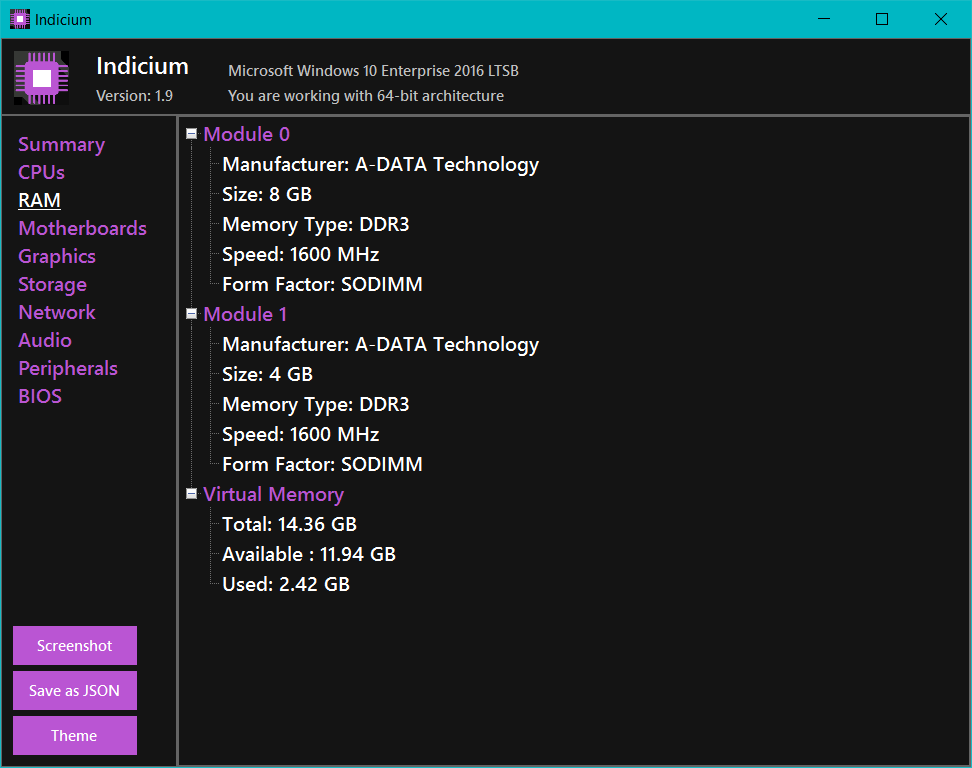 Indicium
Indicium
Version: 1.9
Microsoft Windows 10 Enterprise 2016 LTSB
You are working with 64-bit architecture
Summary
CPUs
RAM
Motherboards
Graphics
Storage
Network
Audio
Peripherals
BIOS
Screenshot
Save as JSON
Theme
Module 0
Manufacturer: A-DATA Technology
Size: 8 GB
Memory Type: DDR3
Speed: 1600 MHz
Form Factor: SODIMM
Module 1
Manufacturer: A-DATA Technology
Size: 4 GB
Memory Type: DDR3
Speed: 1600 MHz
Form Factor: SODIMM
Virtual Memory
Total: 14.36 GB
Available : 11.94 GB
Used: 2.42 GB